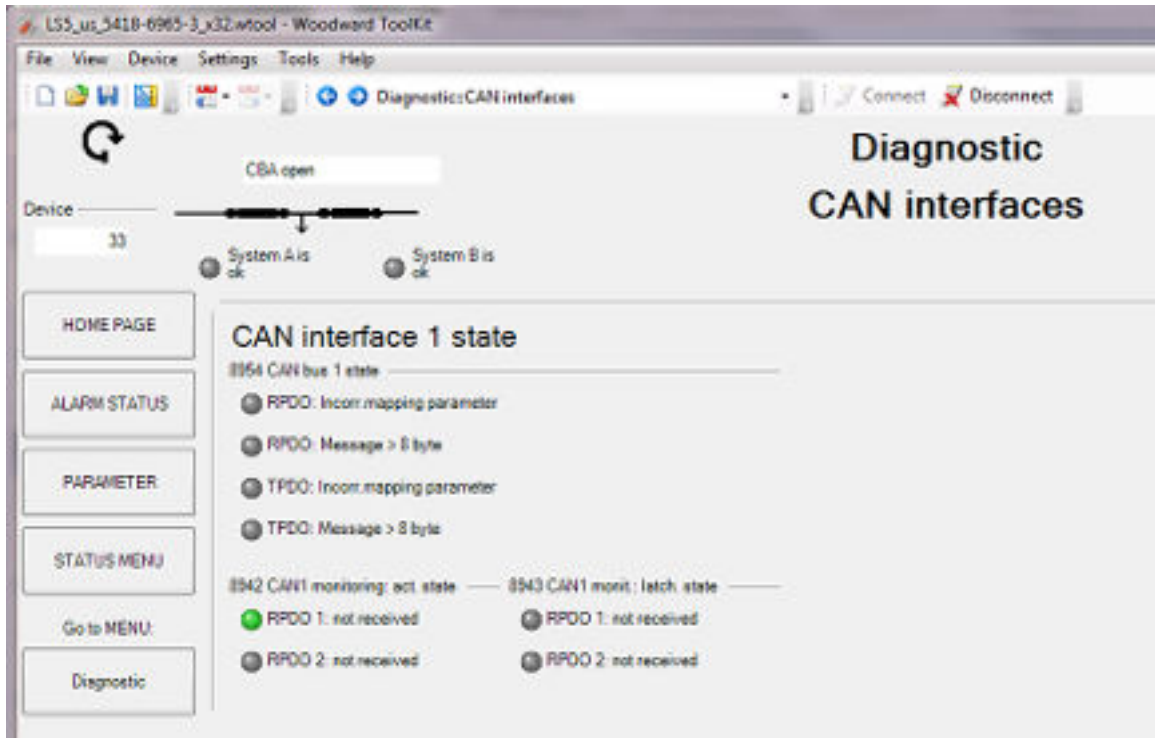 LS5_us_5418-6965-3_x32.wtool - Woodward ToolKit
File View Device Settings Tools Help
Diagnostic:CAN interfaces Connect Disconnect
Diagnostic
CAN interfaces
CBA open
Device
33
System A is ok
System B is ok
HOME PAGE
ALARM STATUS
PARAMETER
STATUS MENU
Go to MENU:
Diagnostic
CAN interface 1 state
8954 CAN bus 1 state
RPDO: Incorr.mapping parameter
RPDO: Message > 8 byte
TPDO: Incorr.mapping parameter
TPDO: Message > 8 byte
8942 CAN1 monitoring: act. state
RPDO 1: not received
RPDO 2: not received
8943 CAN1 monit.: latch. state
RPDO 1: not received
RPDO 2: not received